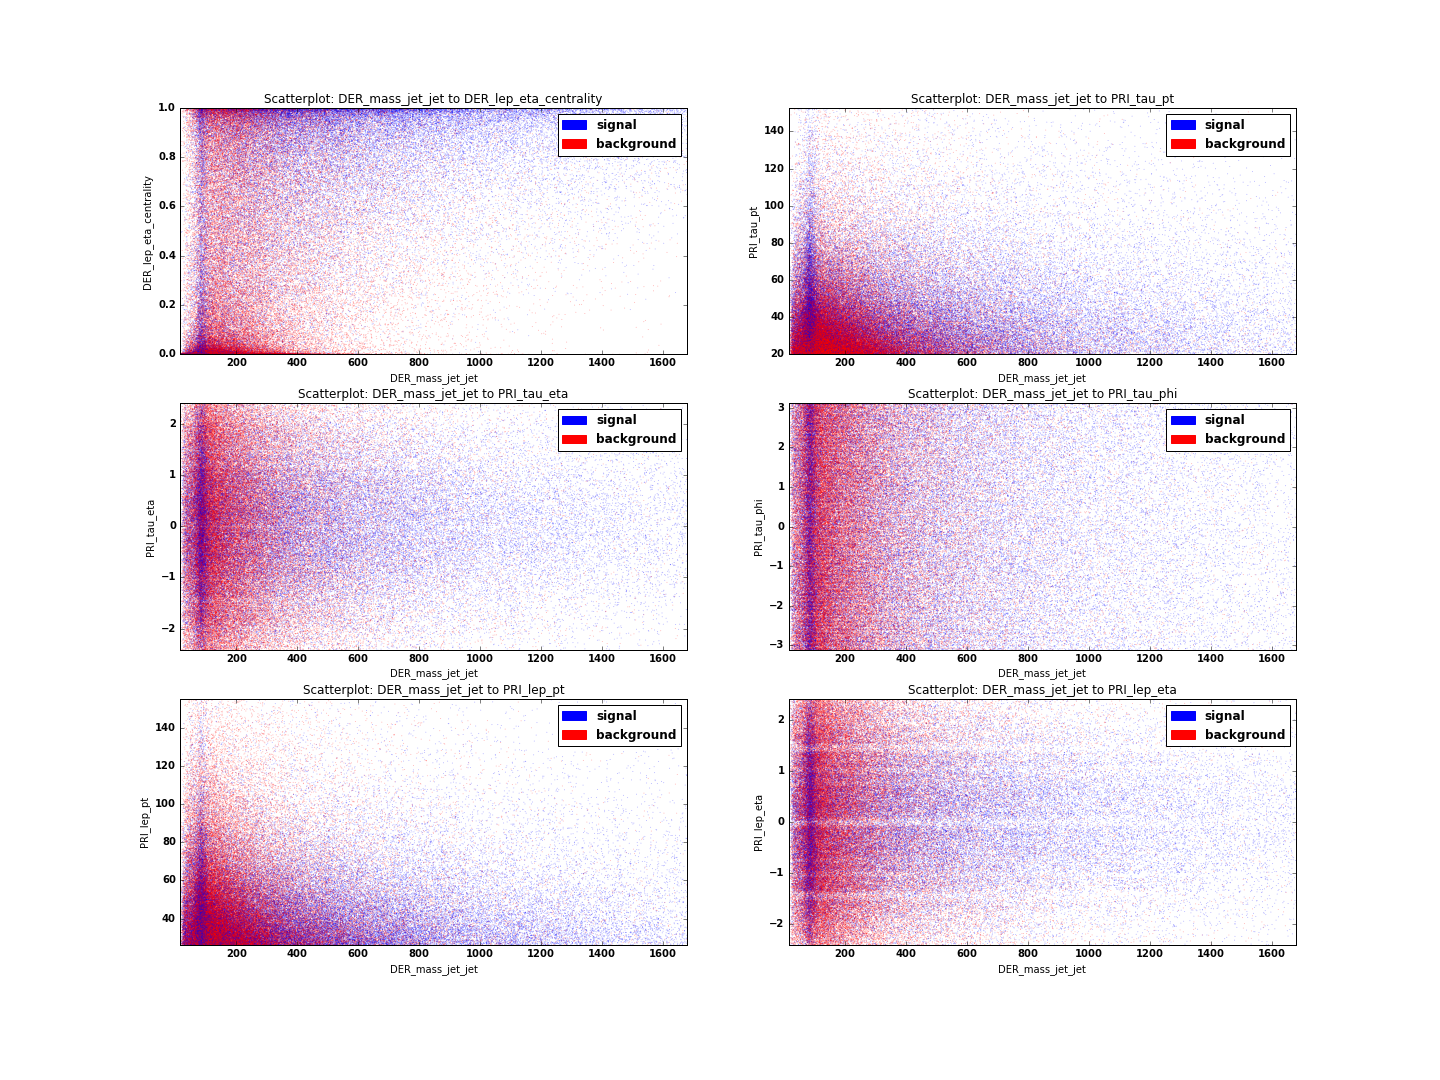 Scatterplot: DER_mass_jet_jet to DER_lep_eta_centrality
1.0
0.8
0.6
0.4
0.2
0.0
DER_lep_eta_centrality
signal
background
200 400 600 800 1000 1200 1400 1600
DER_mass_jet_jet
Scatterplot: DER_mass_jet_jet to PRI_tau_pt
140
120
100
80
60
40
20
PRI_tau_pt
signal
background
200 400 600 800 1000 1200 1400 1600
DER_mass_jet_jet
Scatterplot: DER_mass_jet_jet to PRI_tau_eta
2
1
0
−1
−2
PRI_tau_eta
signal
background
200 400 600 800 1000 1200 1400 1600
DER_mass_jet_jet
Scatterplot: DER_mass_jet_jet to PRI_tau_phi
3
2
1
0
−1
−2
−3
PRI_tau_phi
signal
background
200 400 600 800 1000 1200 1400 1600
DER_mass_jet_jet
Scatterplot: DER_mass_jet_jet to PRI_lep_pt
140
120
100
80
60
40
PRI_lep_pt
signal
background
200 400 600 800 1000 1200 1400 1600
DER_mass_jet_jet
Scatterplot: DER_mass_jet_jet to PRI_lep_eta
2
1
0
−1
−2
PRI_lep_eta
signal
background
200 400 600 800 1000 1200 1400 1600
DER_mass_jet_jet